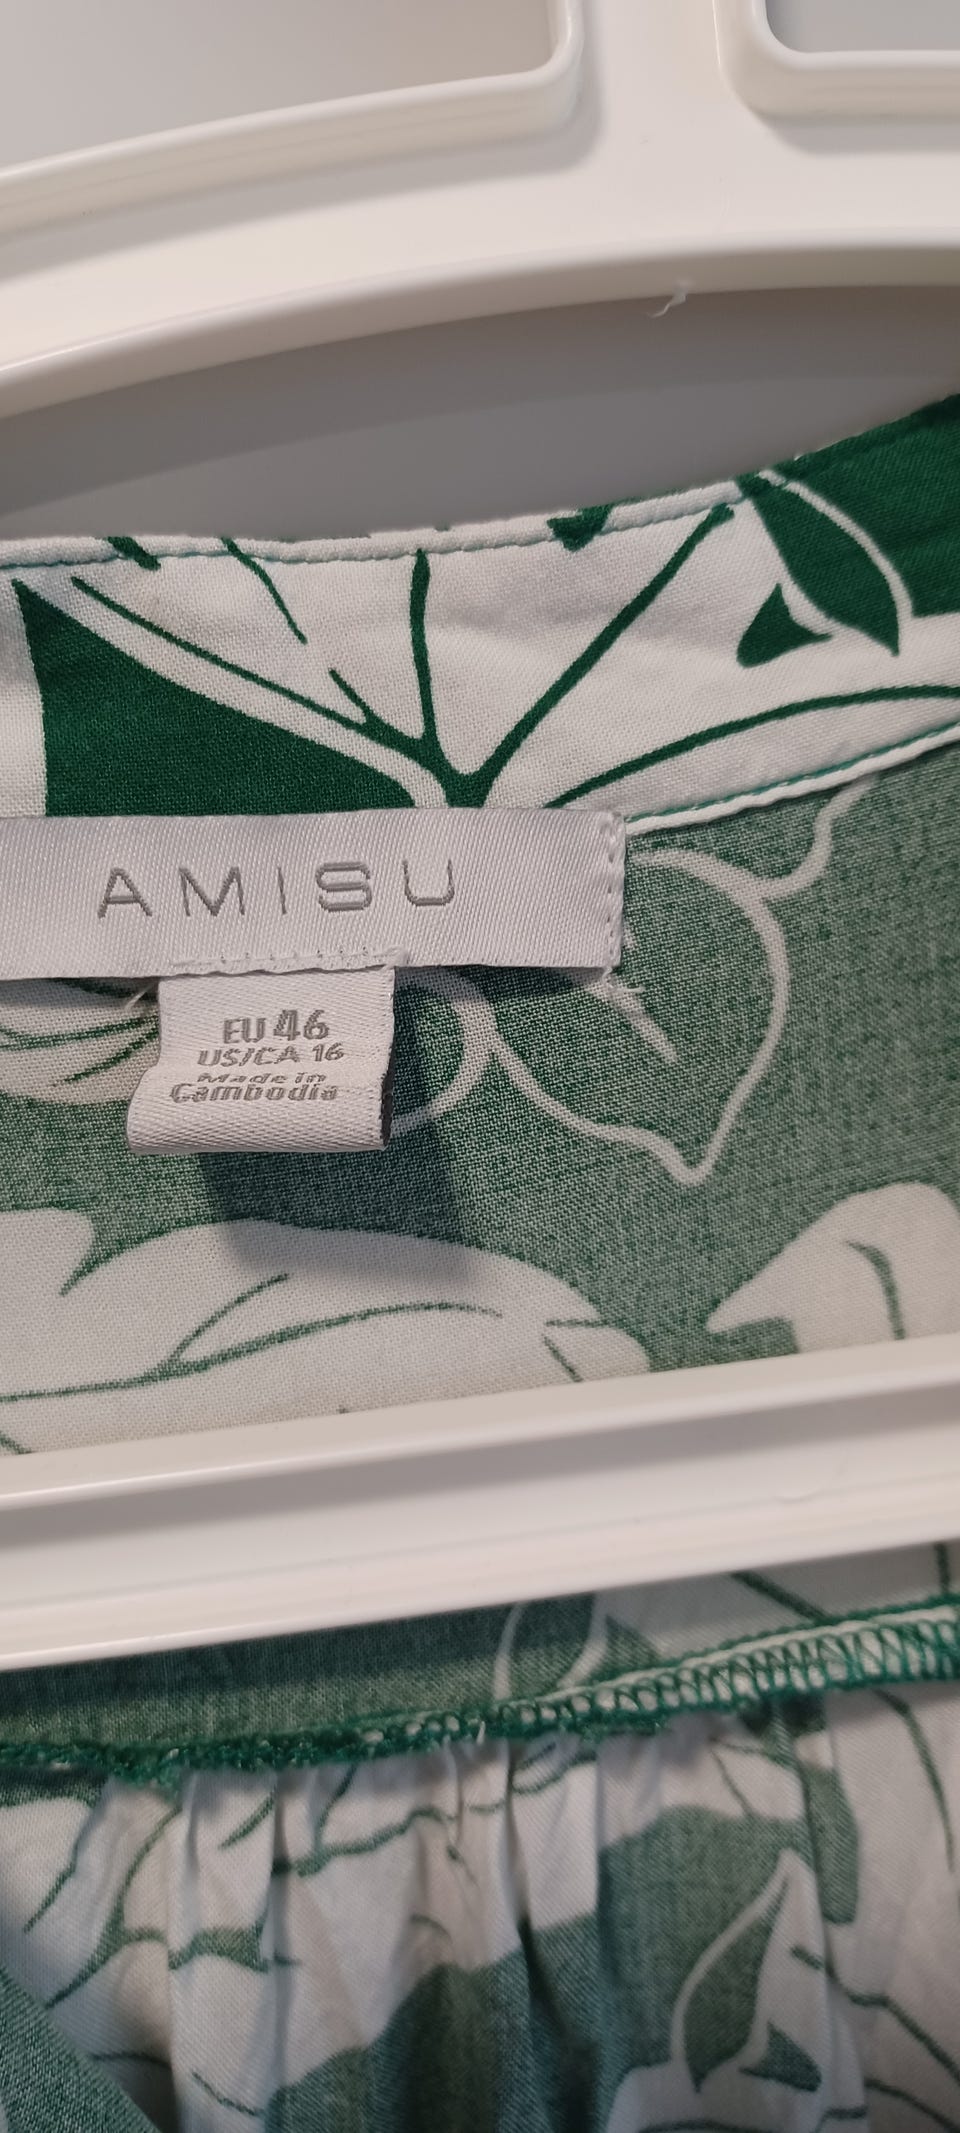 AMISU
EU 46
US/CA 16
Made in
Cambodia